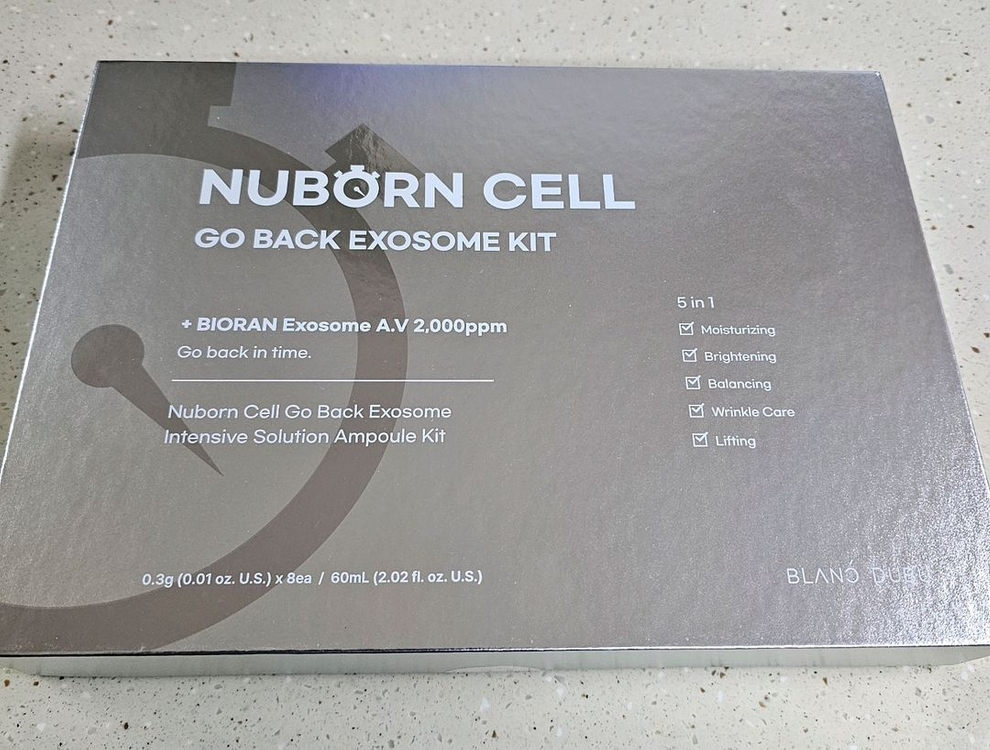 NUBORN CELL
GO BACK EXOSOME KIT
+ BIORAN Exosome A.V 2,000ppm
Go back in time.
Nuborn Cell Go Back Exosome
Intensive Solution Ampoule Kit
5 in 1
Moisturizing
Brightening
Balancing
Wrinkle Care
Lifting
0.3g (0.01 oz. U.S.) x 8ea / 60mL (2.02 fl. oz. U.S.)